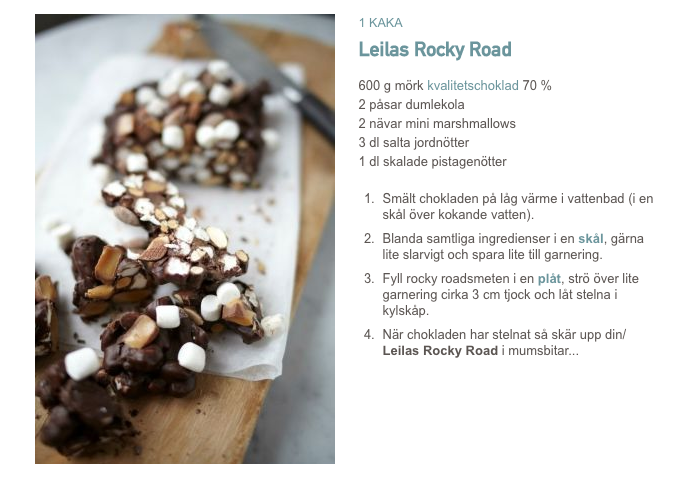 1 KAKA
Leilas Rocky Road
600 g mörk kvalitetschoklad 70 %
2 påsar dumlekola
2 nävar mini marshmallows
3 dl salta jordnötter
1 dl skalade pistagenötter
1. Smält chokladen på låg värme i vattenbad (i en
skål över kokande vatten).
2. Blanda samtliga ingredienser i en skål, gärna
lite slarvigt och spara lite till garnering.
3. Fyll rocky roadsmeten i en plåt, strö över lite
garnering cirka 3 cm tjock och låt stelna i
kylskåp.
4. När chokladen har stelnat så skär upp din/
Leilas Rocky Road i mumsbitar...